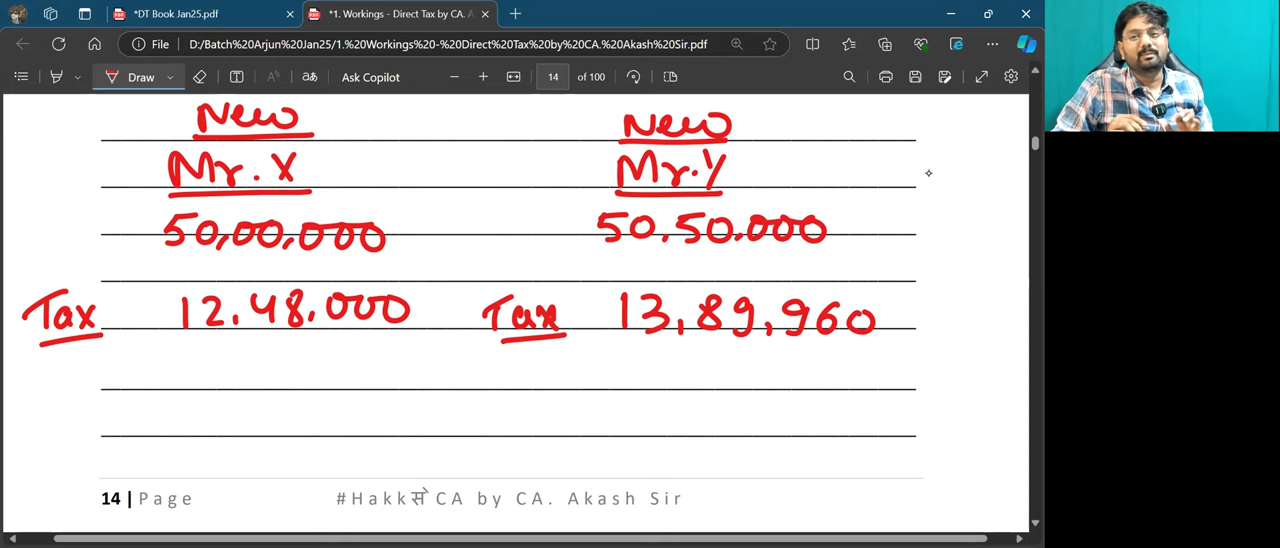 *DT Book Jan25.pdf
*1. Workings - Direct Tax by CA. A
File D:/Batch%20Arjun%20Jan25/1.%20Workings%20-%20Direct%20Tax%20by%20CA.%20Akash%20Sir.pdf
Draw Ask Copilot 14 of 100
New New
Mr. X Mr. Y
50,00,000 50.50.000
Tax 12.48.000 Tax 13,89,960
14 | Page #Hakkसे CA by CA. Akash Sir